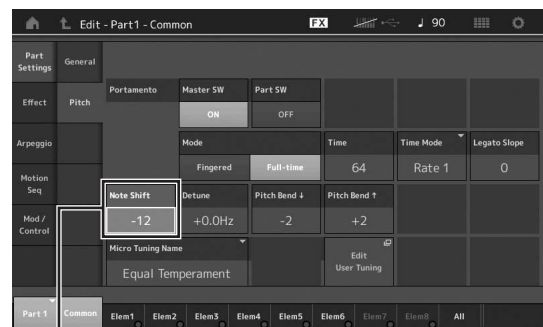 Edit - Part1 - Common
FX
90
Part Settings
General
Effect
Pitch
Arpeggio
Motion Seq
Mod / Control
Portamento
Master SW
ON
Part SW
OFF
Mode
Fingered
Full-time
Time
64
Time Mode
Rate 1
Legato Slope
0
Note Shift
-12
Detune
+0.0Hz
Pitch Bend ↓
-2
Pitch Bend ↑
+2
Micro Tuning Name
Equal Temperament
Edit
User Tuning
Part 1
Common
Elem1
Elem2
Elem3
Elem4
Elem5
Elem6
Elem7
Elem8
All